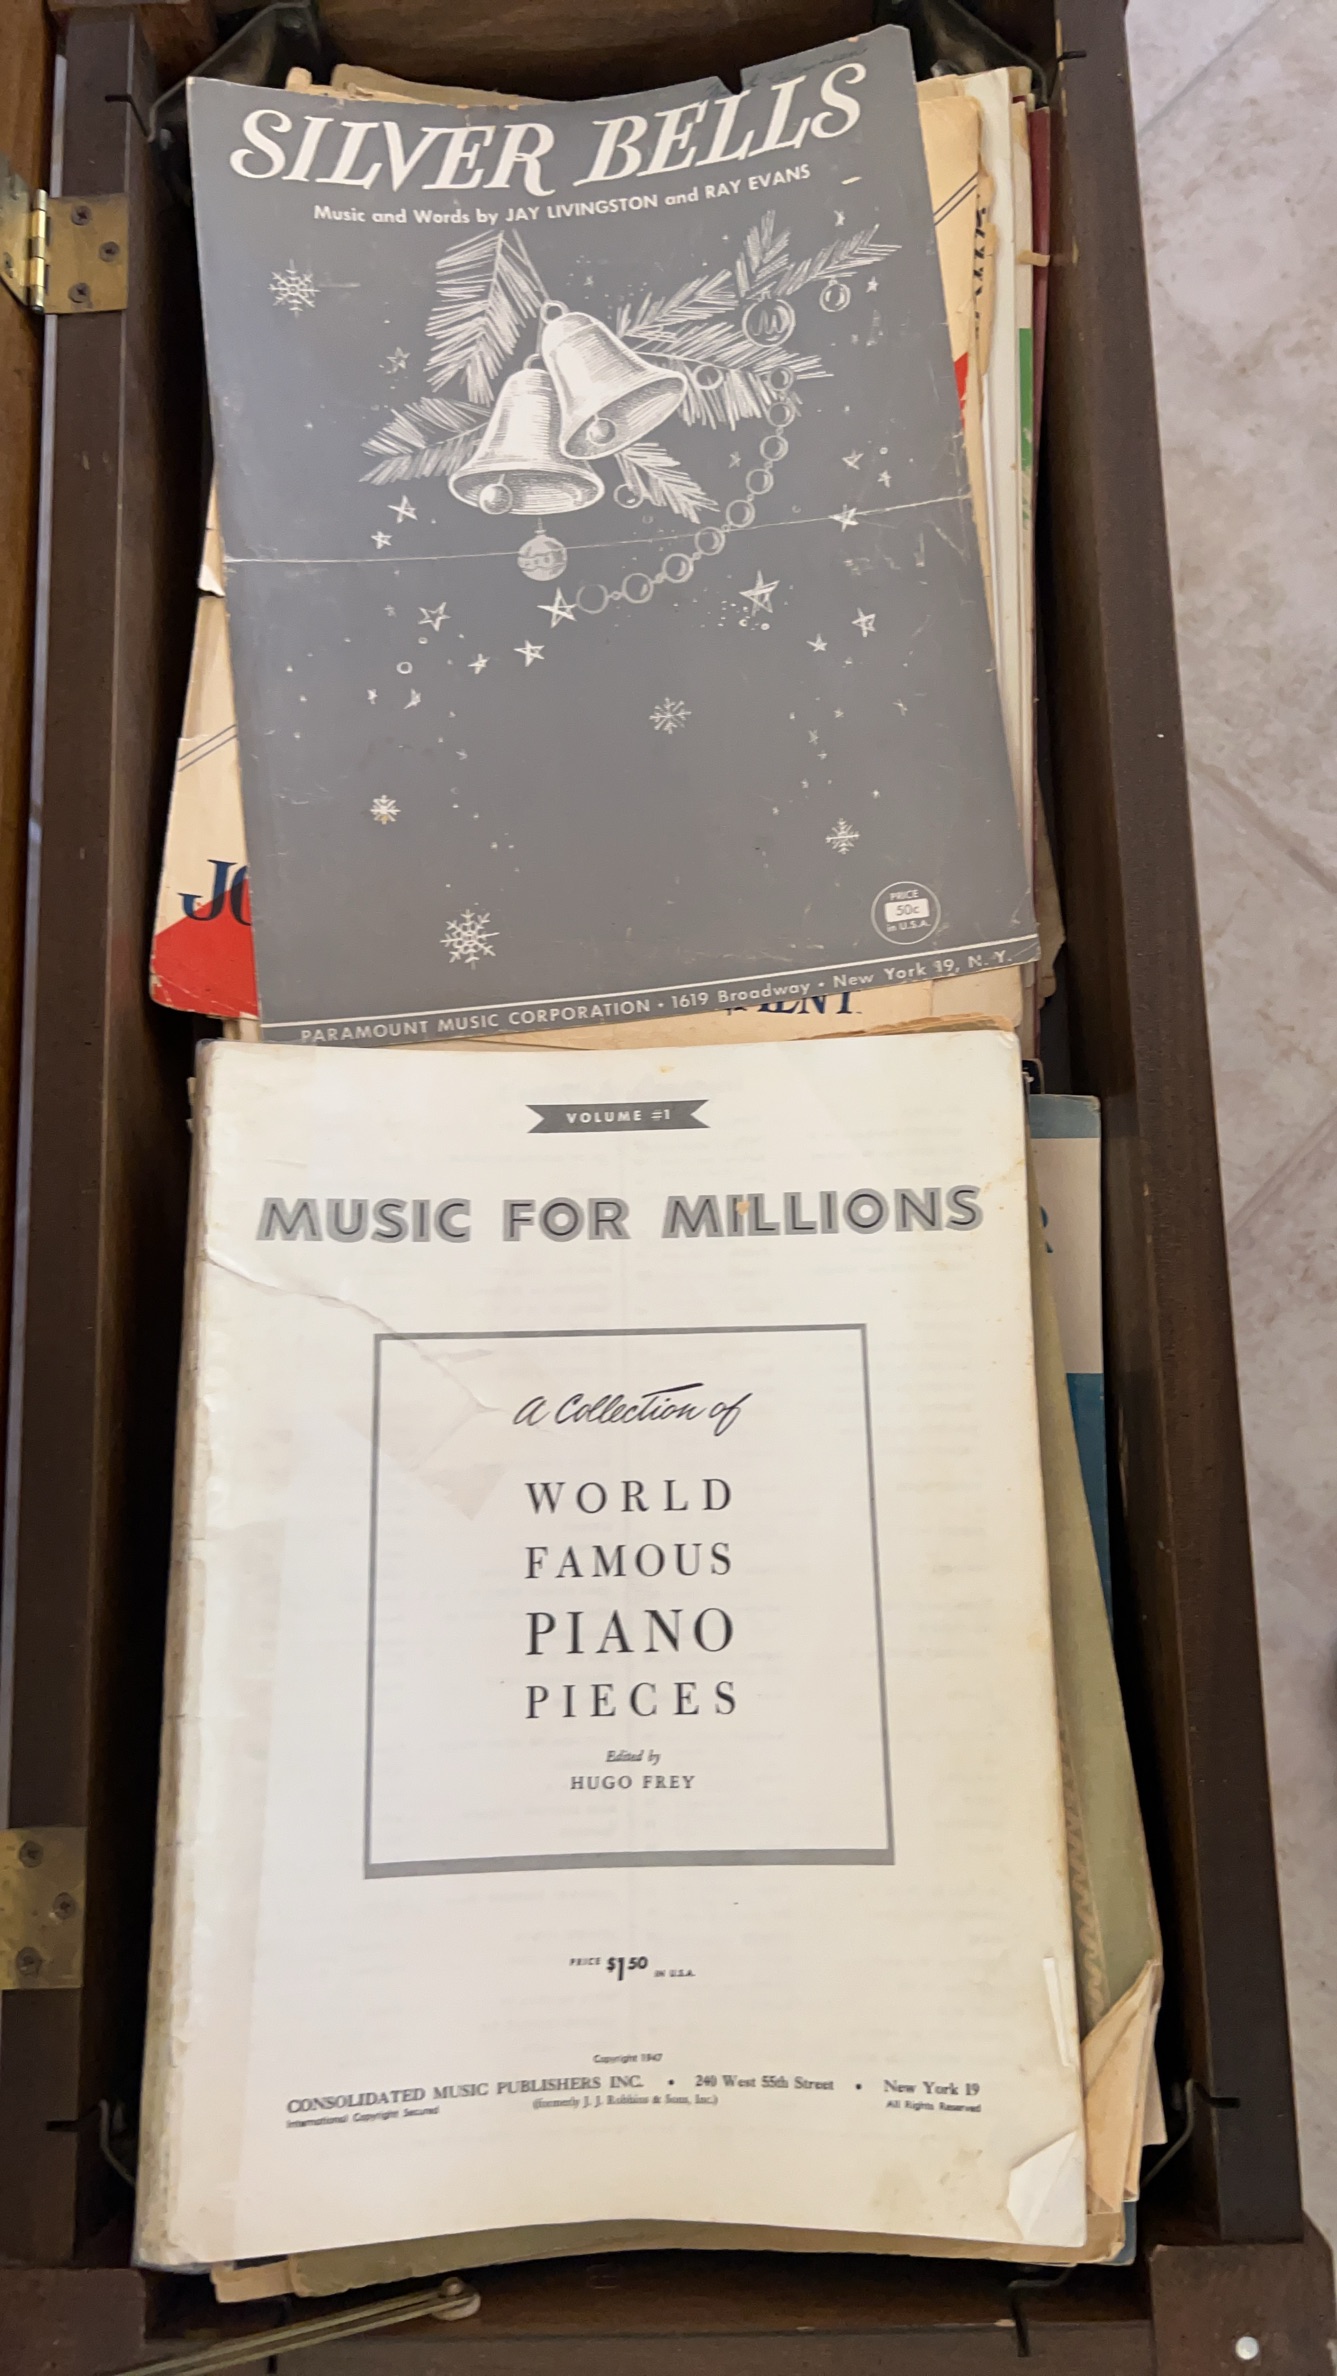 SILVER BELLS
Music and Words by JAY LIVINGSTON and RAY EVANS
PRICE
50c
in U.S.A.
PARAMOUNT MUSIC CORPORATION • 1619 Broadway • New York 19, N. Y.
VOLUME #1
MUSIC FOR MILLIONS
A Collection of
WORLD
FAMOUS
PIANO
PIECES
Edited by
HUGO FREY
PRICE $1.50 IN U.S.A.
Copyright 1947
CONSOLIDATED MUSIC PUBLISHERS INC. • 240 West 55th Street • New York 19
International Copyright Secured (formerly J. J. Robbins & Sons, Inc.) All Rights Reserved